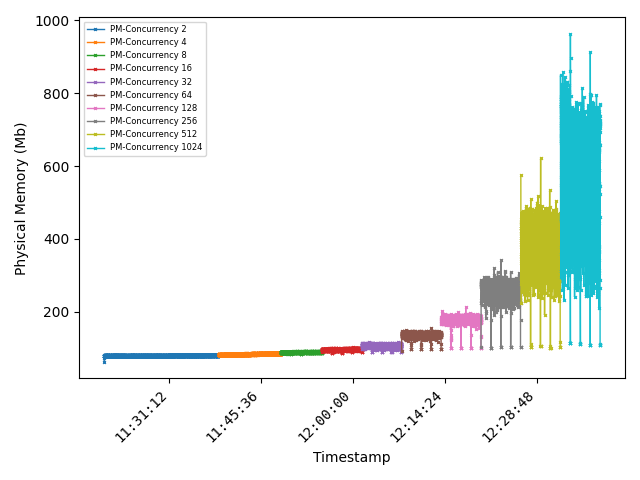 PM-Concurrency 2
PM-Concurrency 4
PM-Concurrency 8
PM-Concurrency 16
PM-Concurrency 32
PM-Concurrency 64
PM-Concurrency 128
PM-Concurrency 256
PM-Concurrency 512
PM-Concurrency 1024
1000
800
600
400
200
Physical Memory (Mb)
11:31:12
11:45:36
12:00:00
12:14:24
12:28:48
Timestamp